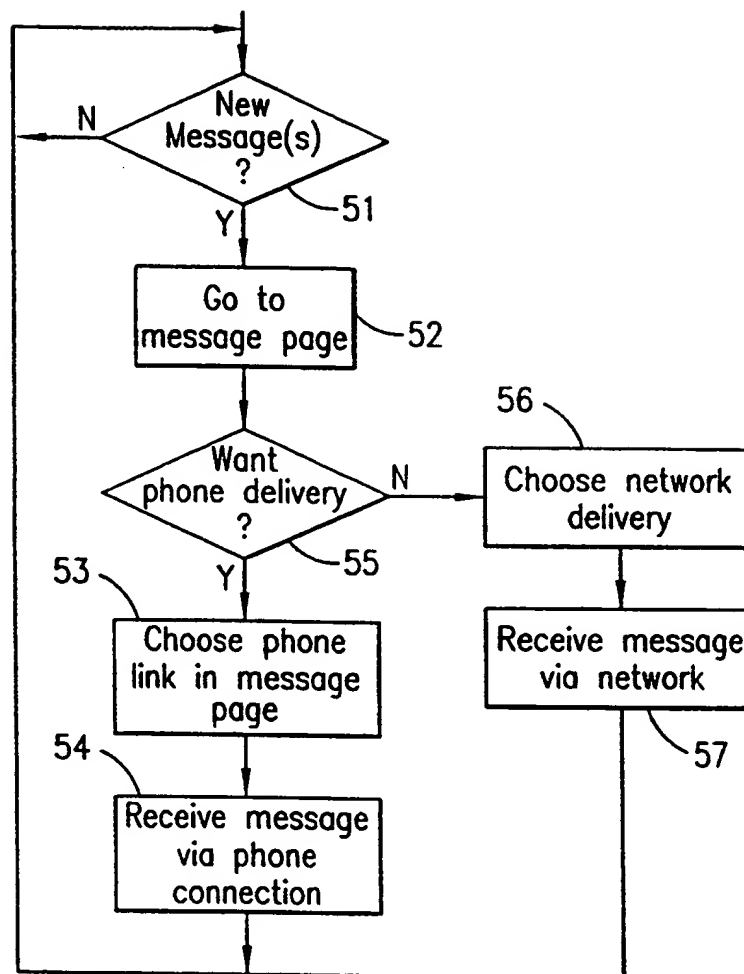 New
Message(s)
?
N
51
Y
Go to
message page
52
Want
phone delivery
?
N
55
Y
56
Choose network
delivery
53
Choose phone
link in message
page
Receive message
via network
57
54
Receive message
via phone
connection